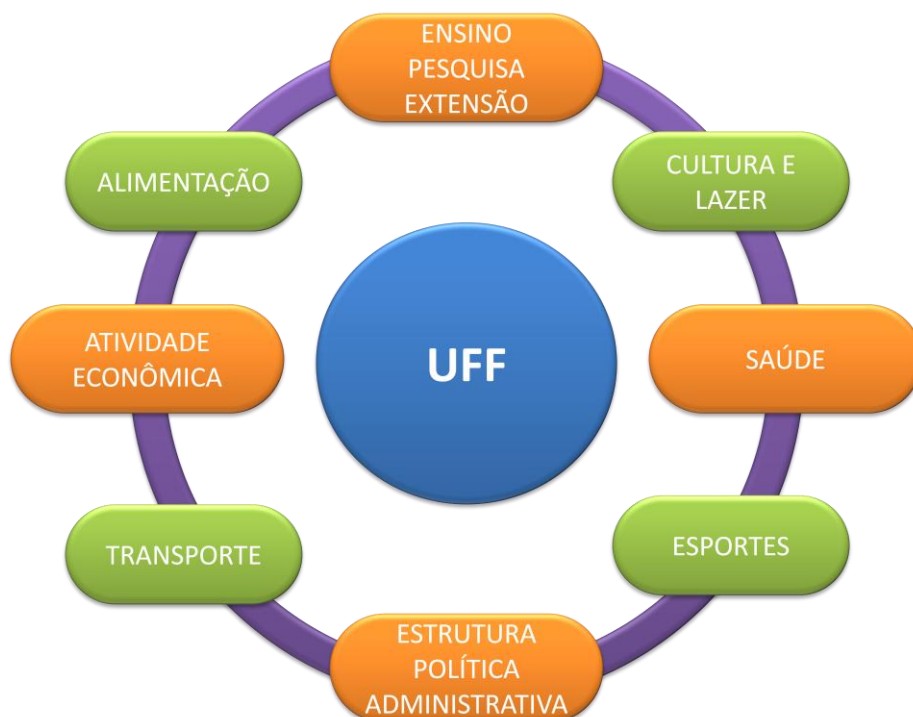 ENSINO
PESQUISA
EXTENSÃO
ALIMENTAÇÃO
CULTURA E
LAZER
ATIVIDADE
ECONÔMICA
UFF
SAÚDE
TRANSPORTE
ESPORTES
ESTRUTURA
POLÍTICA
ADMINISTRATIVA